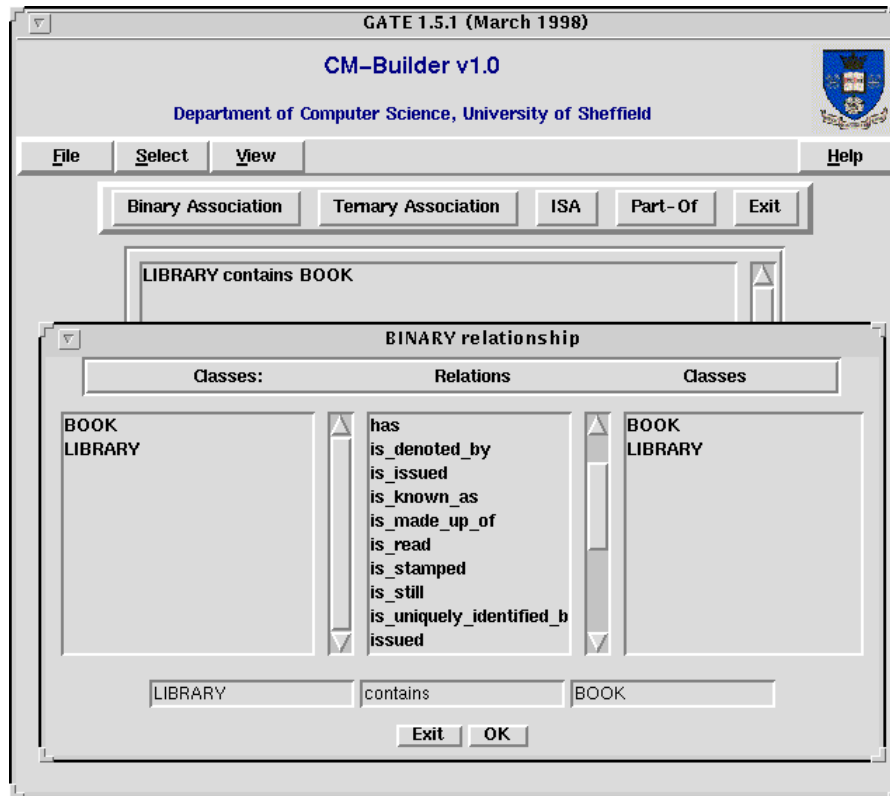 GATE 1.5.1 (March 1998)
CM-Builder v1.0
Department of Computer Science, University of Sheffield
File Select View Help
Binary Association Ternary Association ISA Part-Of Exit
LIBRARY contains BOOK
BINARY relationship
Classes: Relations Classes
BOOK has BOOK
LIBRARY is_denoted_by LIBRARY
is_issued
is_known_as
is_made_up_of
is_read
is_stamped
is_still
is_uniquely_identified_b
issued
LIBRARY contains BOOK
Exit OK